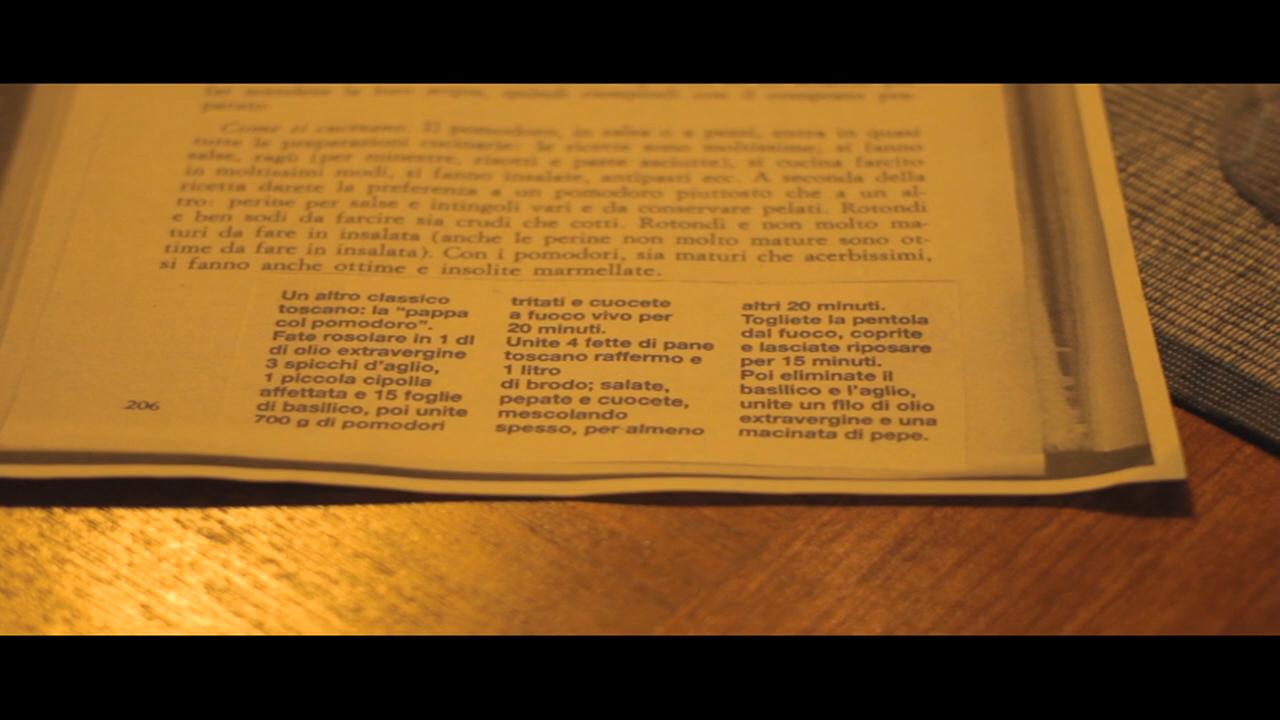 parato.
Come si cucinano. Il pomodoro, in salsa o a pezzi, entra in quasi
tutte le preparazioni cucinarie: le ricette sono moltissime; si fanno
salse, ragù (per minestre, risotti e paste asciutte), si cucina farcito
in moltissimi modi, si fanno insalate, antipasti ecc. A seconda della
ricetta darete la preferenza a un pomodoro piuttosto che a un al-
tro: perine per salse e intingoli vari e da conservare pelati. Rotondi
e ben sodi da farcire sia crudi che cotti. Rotondi e non molto ma-
turi da fare in insalata (anche le perine non molto mature sono ot-
time da fare in insalata). Con i pomodori, sia maturi che acerbissimi,
si fanno anche ottime e insolite marmellate.
Un altro classico
toscano: la "pappa
col pomodoro".
Fate rosolare in 1 dl
di olio extravergine
3 spicchi d'aglio,
1 piccola cipolla
affettata e 15 foglie
di basilico, poi unite
700 g di pomodori
tritati e cuocete
a fuoco vivo per
20 minuti.
Unite 4 fette di pane
toscano raffermo e
1 litro
di brodo; salate,
pepate e cuocete,
mescolando
spesso, per almeno
altri 20 minuti.
Togliete la pentola
dal fuoco, coprite
e lasciate riposare
per 15 minuti.
Poi eliminate il
basilico e l'aglio,
unite un filo di olio
extravergine e una
macinata di pepe.
206